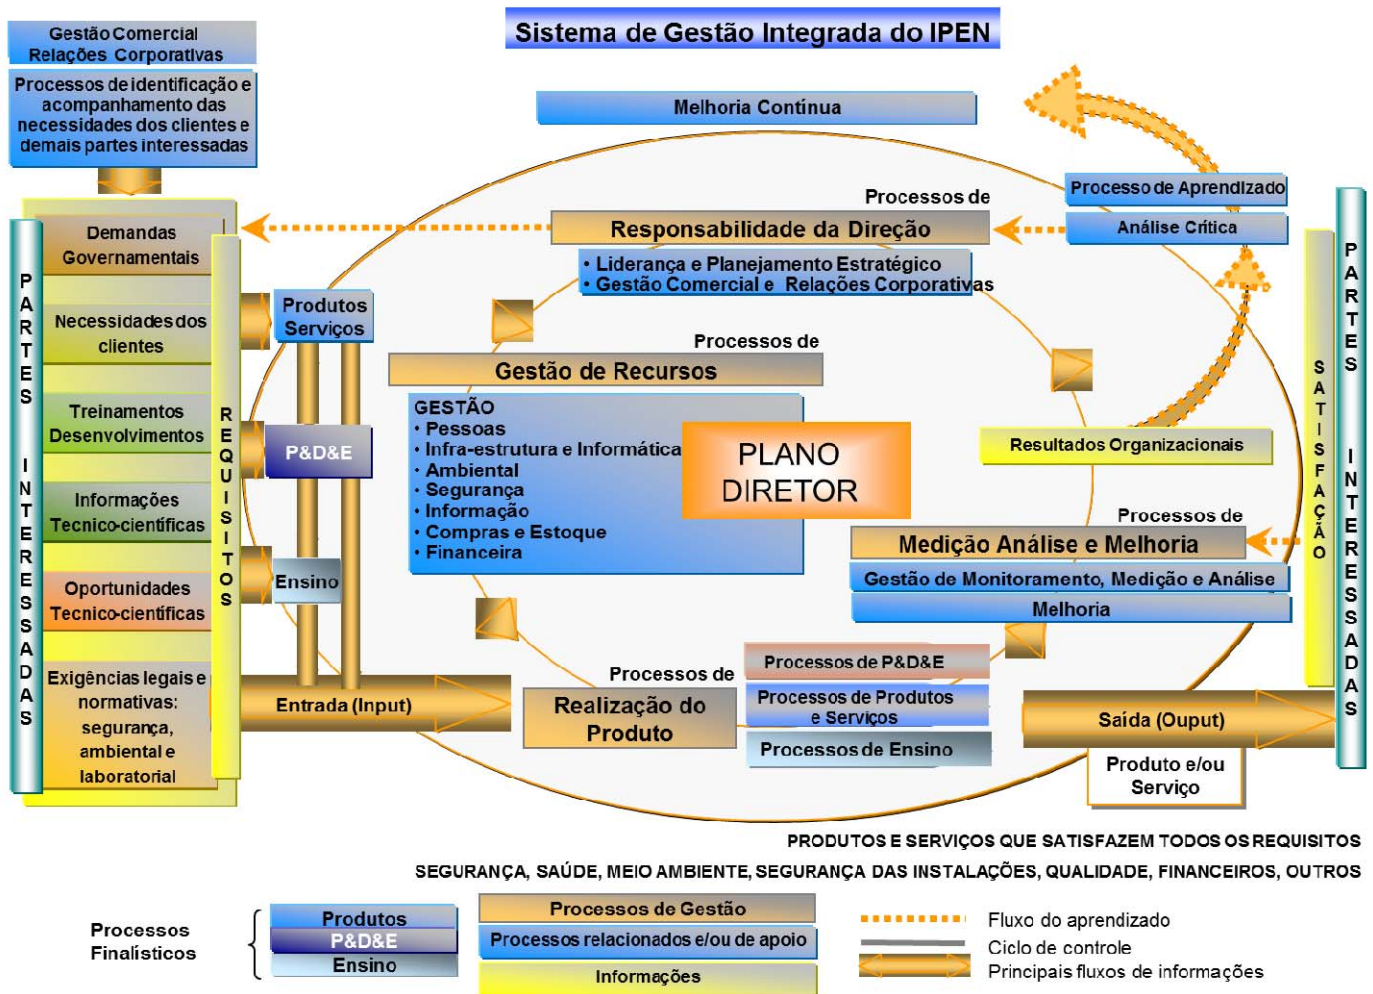 Sistema de Gestão Integrada do IPEN
Gestão Comercial
Relações Corporativas
Processos de identificação e
acompanhamento das
necessidades dos clientes e
demais partes interessadas
Melhoria Contínua
Processo de Aprendizado
Análise Crítica
Processos de
Responsabilidade da Direção
• Liderança e Planejamento Estratégico
• Gestão Comercial e Relações Corporativas
PARTES INTERESSADAS
Demandas
Governamentais
Necessidades dos
clientes
Treinamentos
Desenvolvimentos
Informações
Tecnico-científicas
Oportunidades
Tecnico-científicas
Exigências legais e
normativas:
segurança,
ambiental e
laboratorial
REQUISITOS
Produtos
Serviços
P&D&E
Ensino
Processos de
Gestão de Recursos
GESTÃO
• Pessoas
• Infra-estrutura e Informática
• Ambiental
• Segurança
• Informação
• Compras e Estoque
• Financeira
PLANO
DIRETOR
Resultados Organizacionais
Processos de
Medição Análise e Melhoria
Gestão de Monitoramento, Medição e Análise
Melhoria
SATISFAÇÃO
PARTES INTERESSADAS
Entrada (Input)
Processos de
Realização do
Produto
Processos de P&D&E
Processos de Produtos
e Serviços
Processos de Ensino
Saída (Ouput)
Produto e/ou
Serviço
PRODUTOS E SERVIÇOS QUE SATISFAZEM TODOS OS REQUISITOS
SEGURANÇA, SAÚDE, MEIO AMBIENTE, SEGURANÇA DAS INSTALAÇÕES, QUALIDADE, FINANCEIROS, OUTROS
Processos
Finalísticos
Produtos
P&D&E
Ensino
Processos de Gestão
Processos relacionados e/ou de apoio
Informações
Fluxo do aprendizado
Ciclo de controle
Principais fluxos de informações